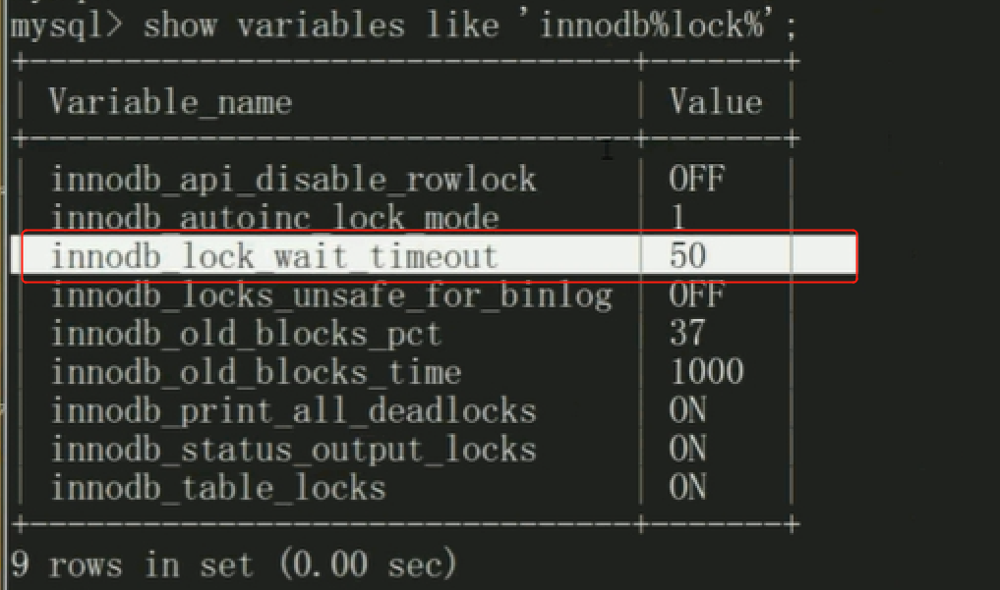 mysql> show variables like 'innodb%lock%';
Variable_name | Value
innodb_api_disable_rowlock | OFF
innodb_autoinc_lock_mode | 1
innodb_lock_wait_timeout | 50
innodb_locks_unsafe_for_binlog | OFF
innodb_old_blocks_pct | 37
innodb_old_blocks_time | 1000
innodb_print_all_deadlocks | ON
innodb_status_output_locks | ON
innodb_table_locks | ON
9 rows in set (0.00 sec)